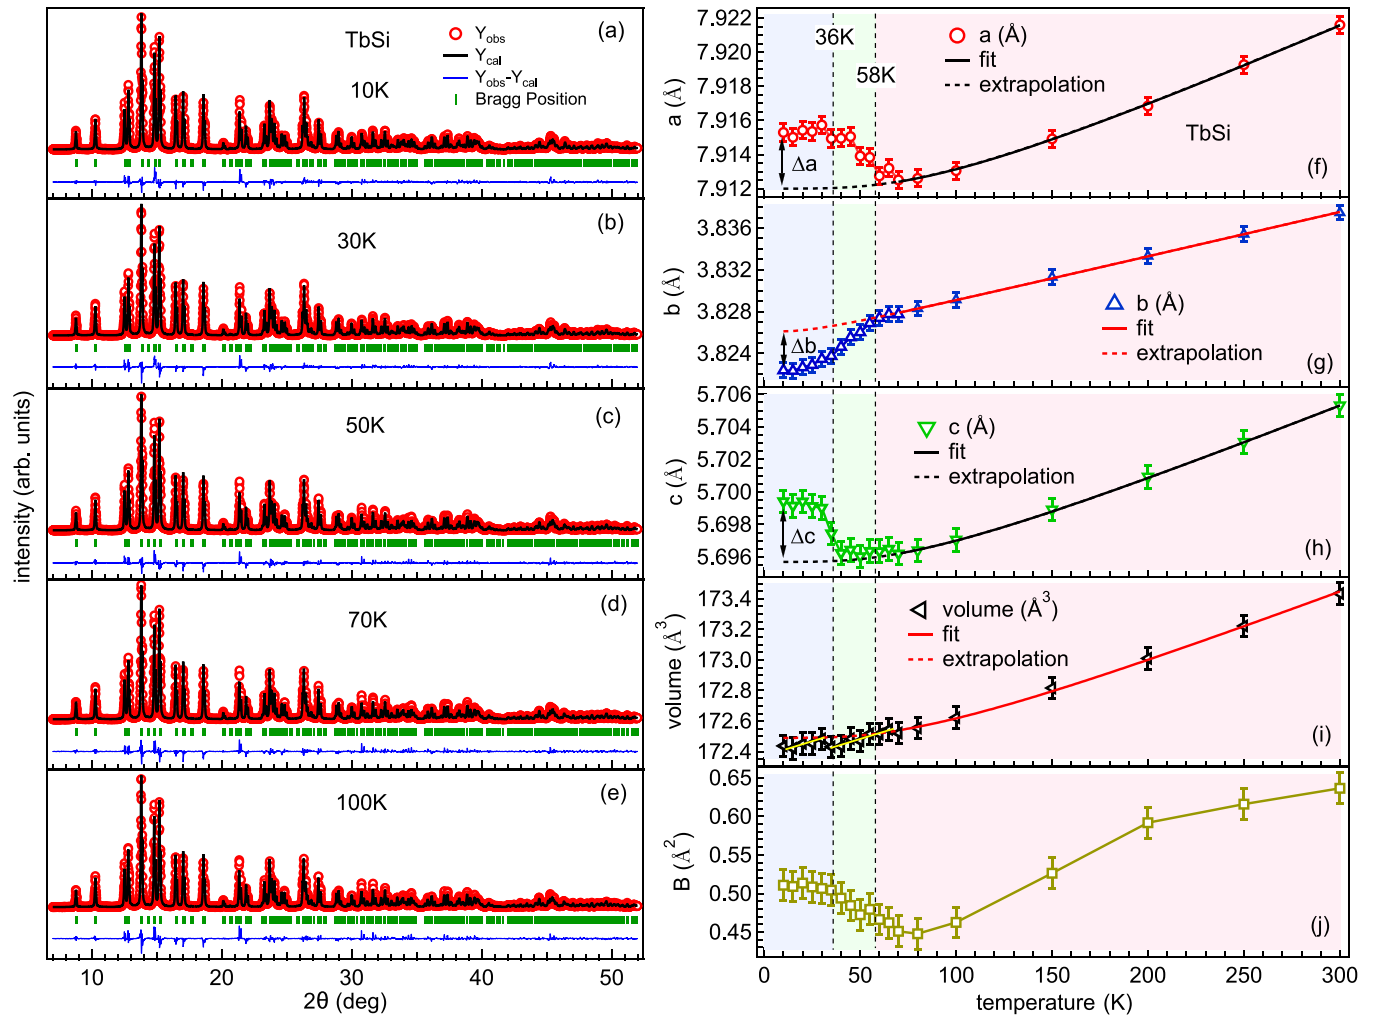 (a)
TbSi
10K
Y_obs
Y_cal
Y_obs-Y_cal
Bragg Position
(b)
30K
(c)
50K
(d)
70K
(e)
100K
intensity (arb. units)
10 20 30 40 50
2θ (deg)
7.922
7.920
7.918
7.916
7.914
7.912
a (Å)
36K
58K
a (Å)
fit
extrapolation
TbSi
Δa
(f)
3.836
3.832
3.828
3.824
b (Å)
b (Å)
fit
extrapolation
Δb
(g)
5.706
5.704
5.702
5.700
5.698
5.696
c (Å)
c (Å)
fit
extrapolation
Δc
(h)
173.4
173.2
173.0
172.8
172.6
172.4
volume (Å³)
volume (Å³)
fit
extrapolation
(i)
0.65
0.60
0.55
0.50
0.45
B (Å²)
(j)
0 50 100 150 200 250 300
temperature (K)